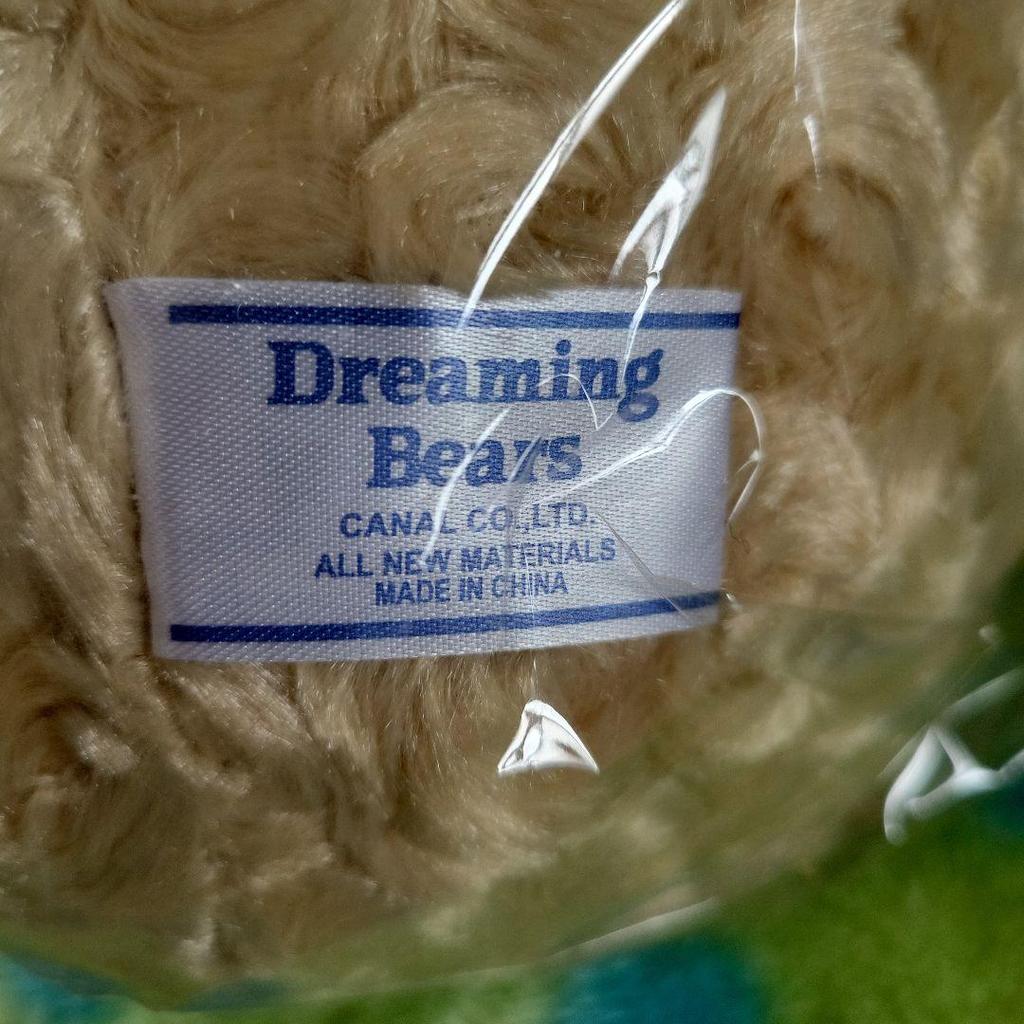 Dreaming
Bears
CANAL CO.,LTD.
ALL NEW MATERIALS
MADE IN CHINA